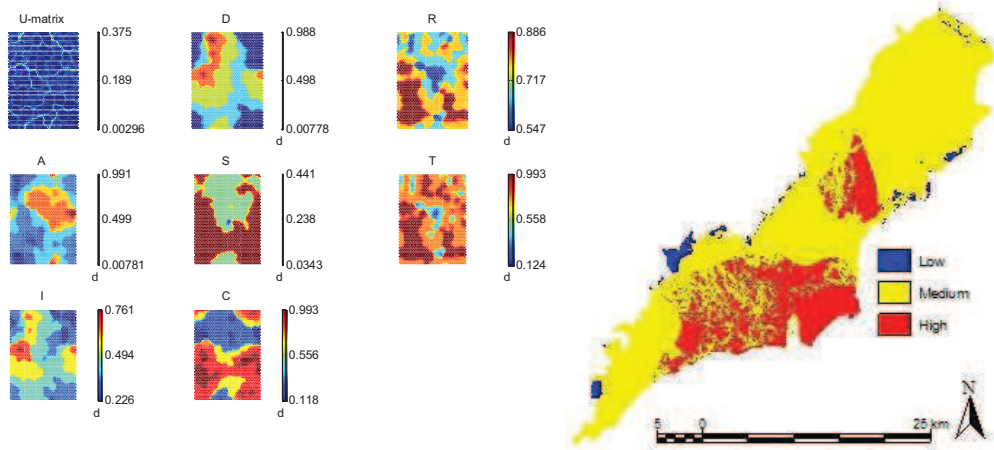 U-matrix
0.375
0.189
0.00296
D
0.988
0.498
0.00778
d
R
0.886
0.717
0.547
d
A
0.991
0.499
0.00781
d
S
0.441
0.238
0.0343
d
T
0.993
0.558
0.124
d
I
0.761
0.494
0.226
d
C
0.993
0.556
0.118
d
Low
Medium
High
N
5 0 25 km